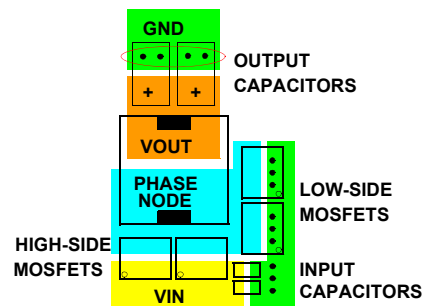 GND
OUTPUT
CAPACITORS
+ +
VOUT
PHASE
NODE
LOW-SIDE
MOSFETS
HIGH-SIDE
MOSFETS
INPUT
CAPACITORS
VIN